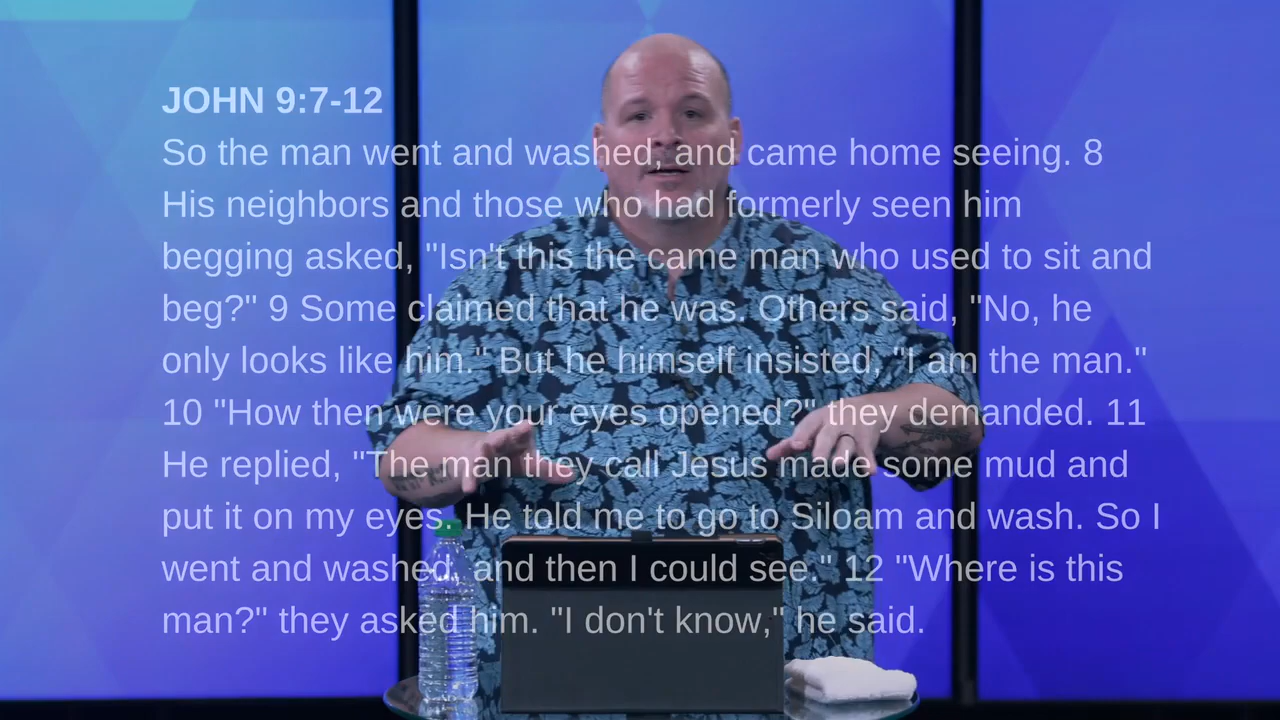 JOHN 9:7-12
So the man went and washed, and came home seeing. 8
His neighbors and those who had formerly seen him
begging asked, "Isn't this the came man who used to sit and
beg?" 9 Some claimed that he was. Others said, "No, he
only looks like him." But he himself insisted, "I am the man."
10 "How then were your eyes opened?" they demanded. 11
He replied, "The man they call Jesus made some mud and
put it on my eyes. He told me to go to Siloam and wash. So I
went and washed, and then I could see." 12 "Where is this
man?" they asked him. "I don't know," he said.